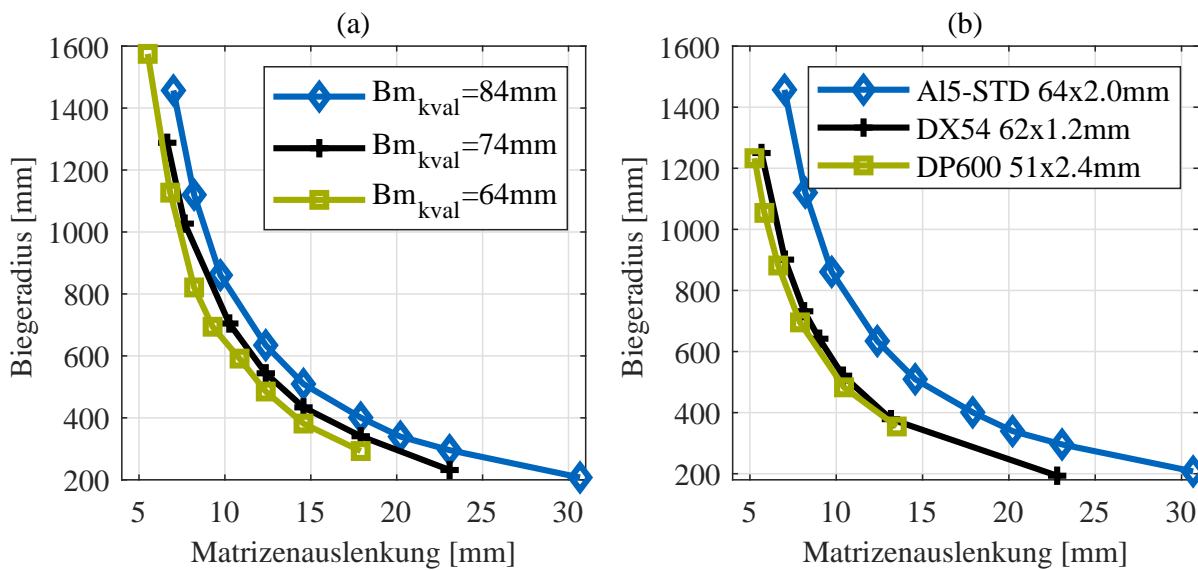 (a)
1600
1400
1200
1000
800
600
400
200
Biegeradius [mm]
5 10 15 20 25 30
Matrizenauslenkung [mm]
Bm_kval=84mm
Bm_kval=74mm
Bm_kval=64mm
(b)
1600
1400
1200
1000
800
600
400
200
Biegeradius [mm]
5 10 15 20 25 30
Matrizenauslenkung [mm]
Al5-STD 64x2.0mm
DX54 62x1.2mm
DP600 51x2.4mm